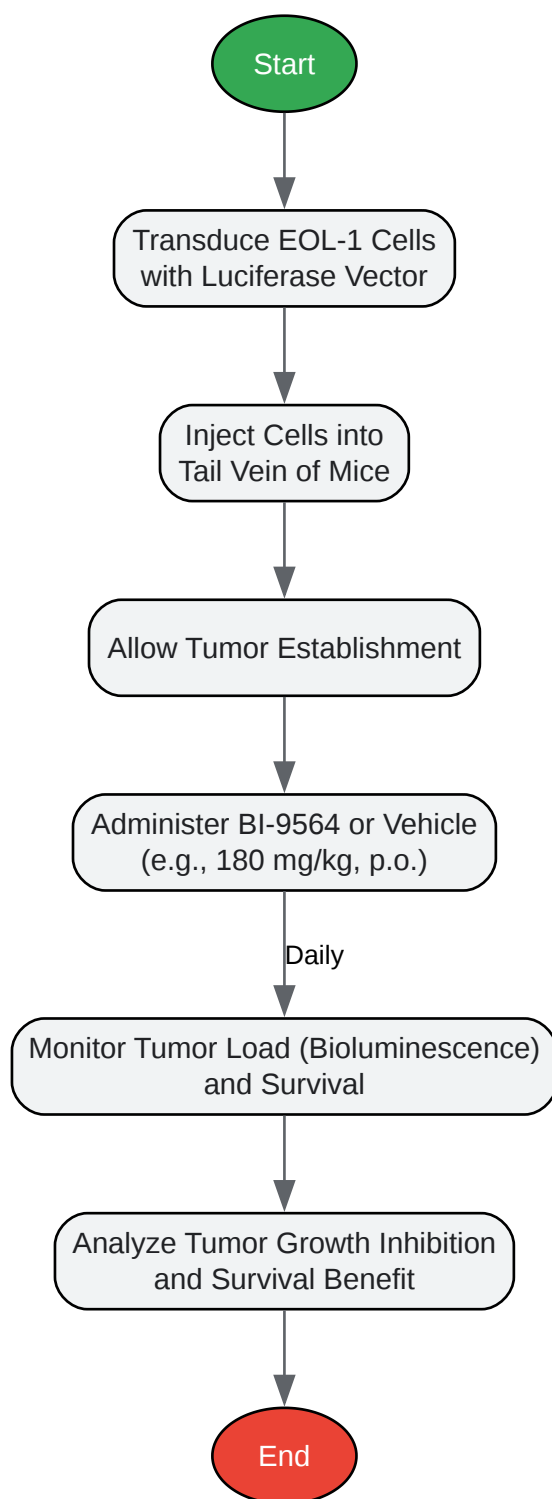 Start
Transduce EOL-1 Cells
with Luciferase Vector
Inject Cells into
Tail Vein of Mice
Allow Tumor Establishment
Administer BI-9564 or Vehicle
(e.g., 180 mg/kg, p.o.)
Daily
Monitor Tumor Load (Bioluminescence)
and Survival
Analyze Tumor Growth Inhibition
and Survival Benefit
End